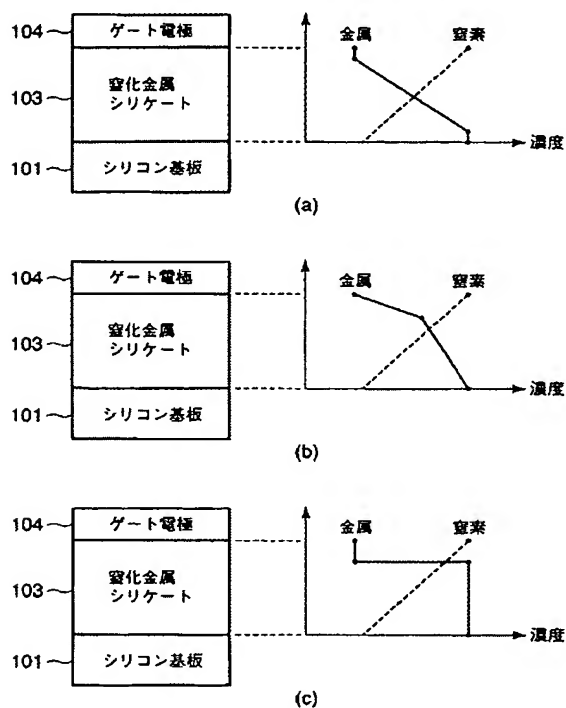 104 ゲート電極 金属 窒素
103 窒化金属
シリケート
101 シリコン基板 濃度
(a)
104 ゲート電極 金属 窒素
103 窒化金属
シリケート
101 シリコン基板 濃度
(b)
104 ゲート電極 金属 窒素
103 窒化金属
シリケート
101 シリコン基板 濃度
(c)